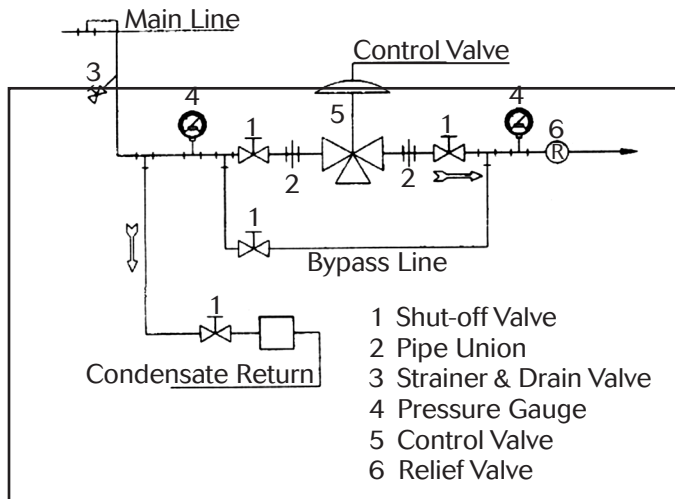 Main Line
Control Valve
3
4
4
1
5
1
6
R
2
2
1
Bypass Line
1
Condensate Return
1 Shut-off Valve
2 Pipe Union
3 Strainer & Drain Valve
4 Pressure Gauge
5 Control Valve
6 Relief Valve